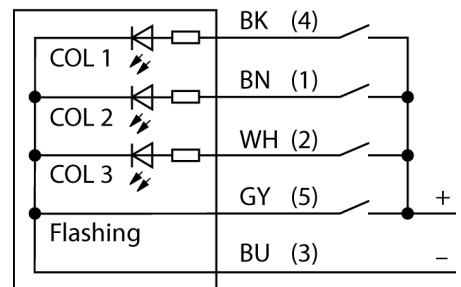 BK (4)
COL 1
BN (1)
COL 2
WH (2)
COL 3
GY (5)
+
Flashing
BU (3)
–